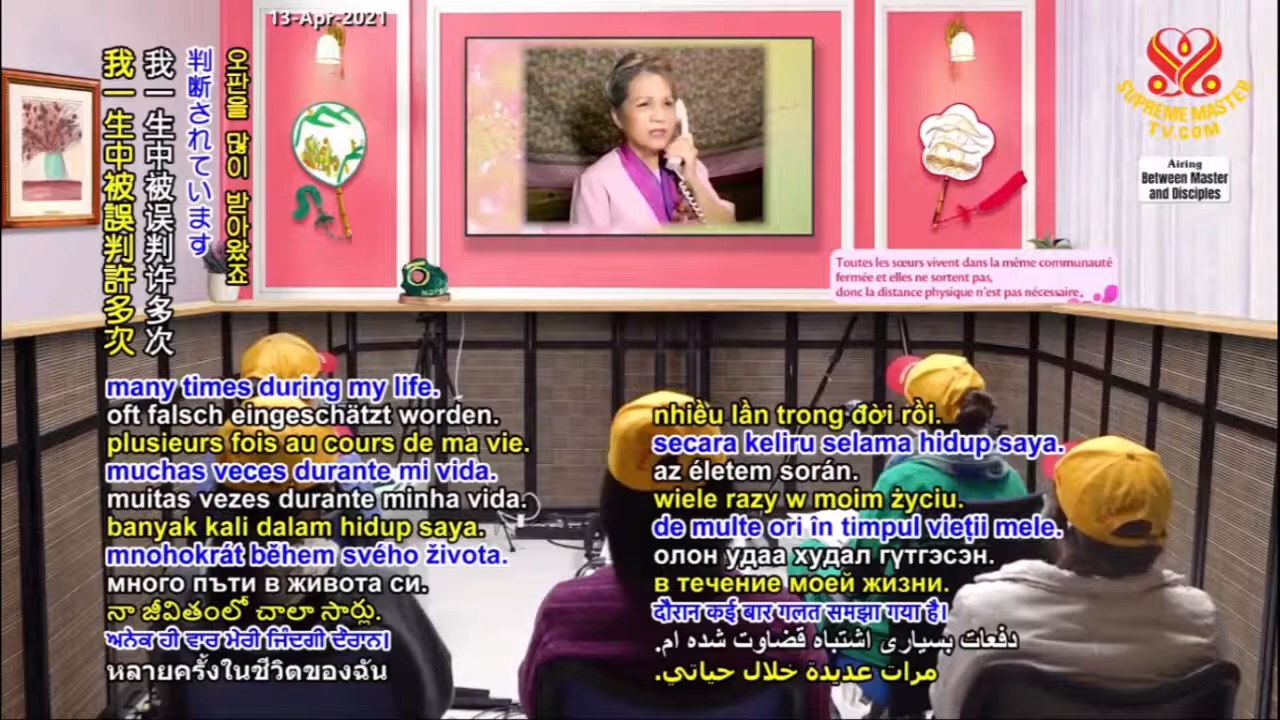 13-Apr-2021
SUPREME MASTER
TV.COM
Airing
Between Master
and Disciples
오판을 많이 받아왔죠
判断されています
我一生中被误判许多次
我一生中被誤判許多次
Toutes les sœurs vivent dans la même communauté
fermée et elles ne sortent pas,
donc la distance physique n'est pas nécessaire.
many times during my life.
oft falsch eingeschätzt worden.
plusieurs fois au cours de ma vie.
muchas veces durante mi vida.
muitas vezes durante minha vida.
banyak kali dalam hidup saya.
mnohokrát během svého života.
много пъти в живота си.
నా జీవితంలో చాలా సార్లు.
ਅਨੇਕ ਹੀ ਵਾਰ ਮੇਰੀ ਜਿੰਦਗੀ ਦੌਰਾਨ।
หลายครั้งในชีวิตของฉัน
nhiều lần trong đời rồi.
secara keliru selama hidup saya.
az életem során.
wiele razy w moim życiu.
de multe ori în timpul vieții mele.
олон удаа худал гүтгэсэн.
в течение моей жизни.
दौरान कई बार गलत समझा गया है।
دفعات بسیاری اشتباه قضاوت شده ام.
مرات عديدة خلال حياتي.